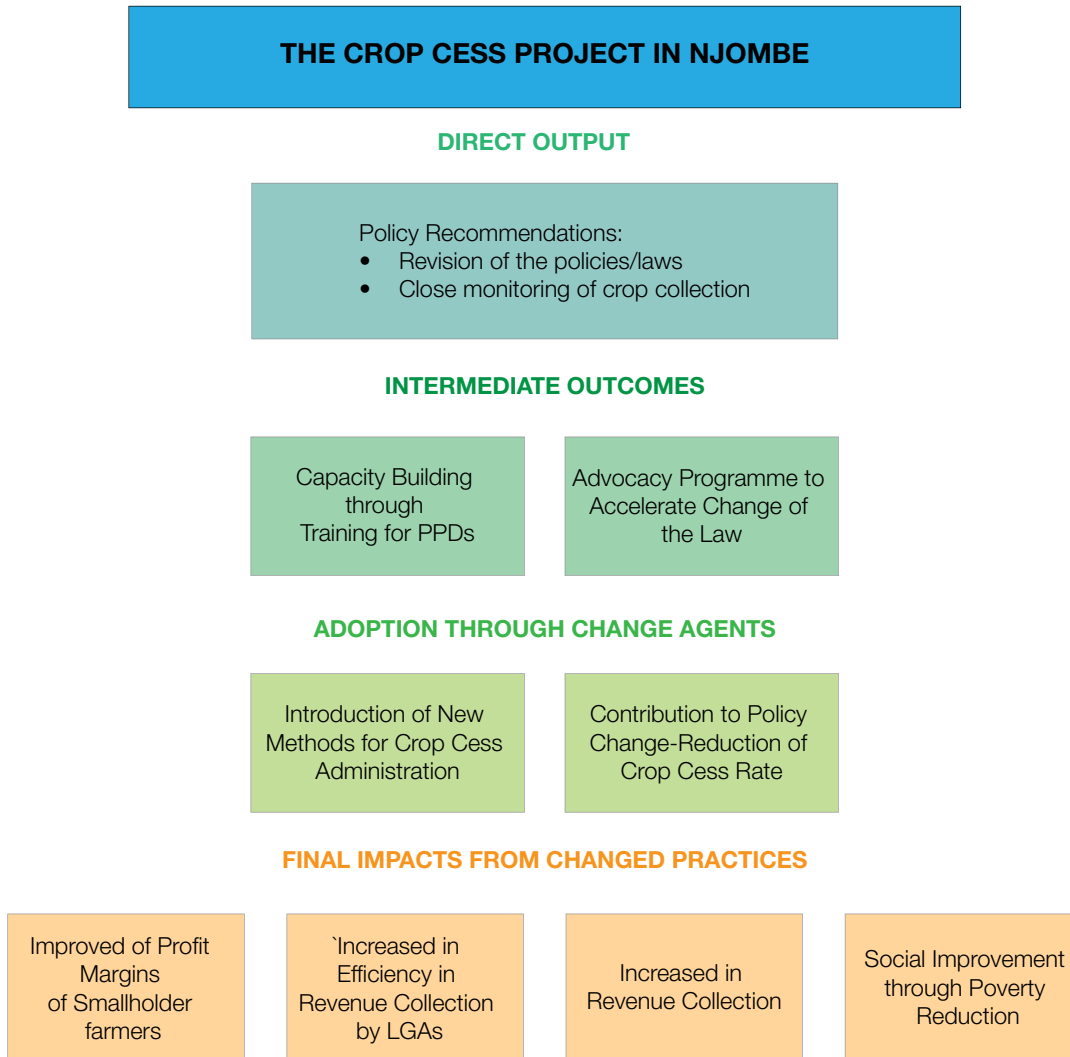 THE CROP CESS PROJECT IN NJOMBE
DIRECT OUTPUT
Policy Recommendations:
• Revision of the policies/laws
• Close monitoring of crop collection
INTERMEDIATE OUTCOMES
Capacity Building
through
Training for PPDs
Advocacy Programme to
Accelerate Change of
the Law
ADOPTION THROUGH CHANGE AGENTS
Introduction of New
Methods for Crop Cess
Administration
Contribution to Policy
Change-Reduction of
Crop Cess Rate
FINAL IMPACTS FROM CHANGED PRACTICES
Improved of Profit
Margins
of Smallholder
farmers
`Increased in
Efficiency in
Revenue Collection
by LGAs
Increased in
Revenue Collection
Social Improvement
through Poverty
Reduction